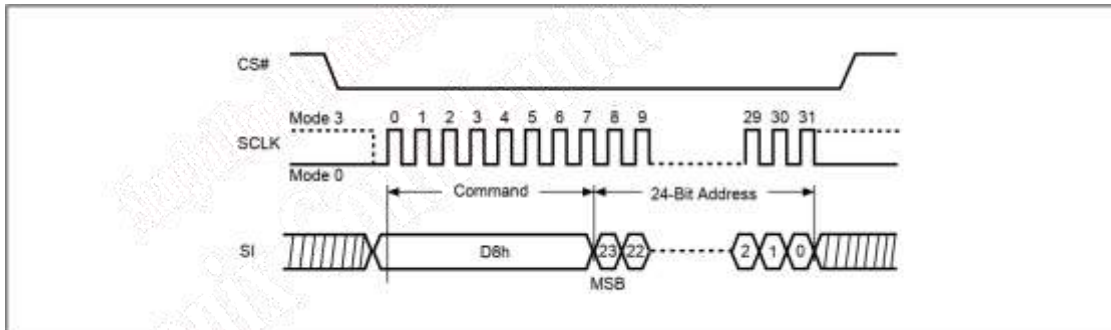 CS#
Mode 3
0 1 2 3 4 5 6 7 8 9 29 30 31
SCLK
Mode 0
Command
24-Bit Address
SI
D8h
23 22 2 1 0
MSB